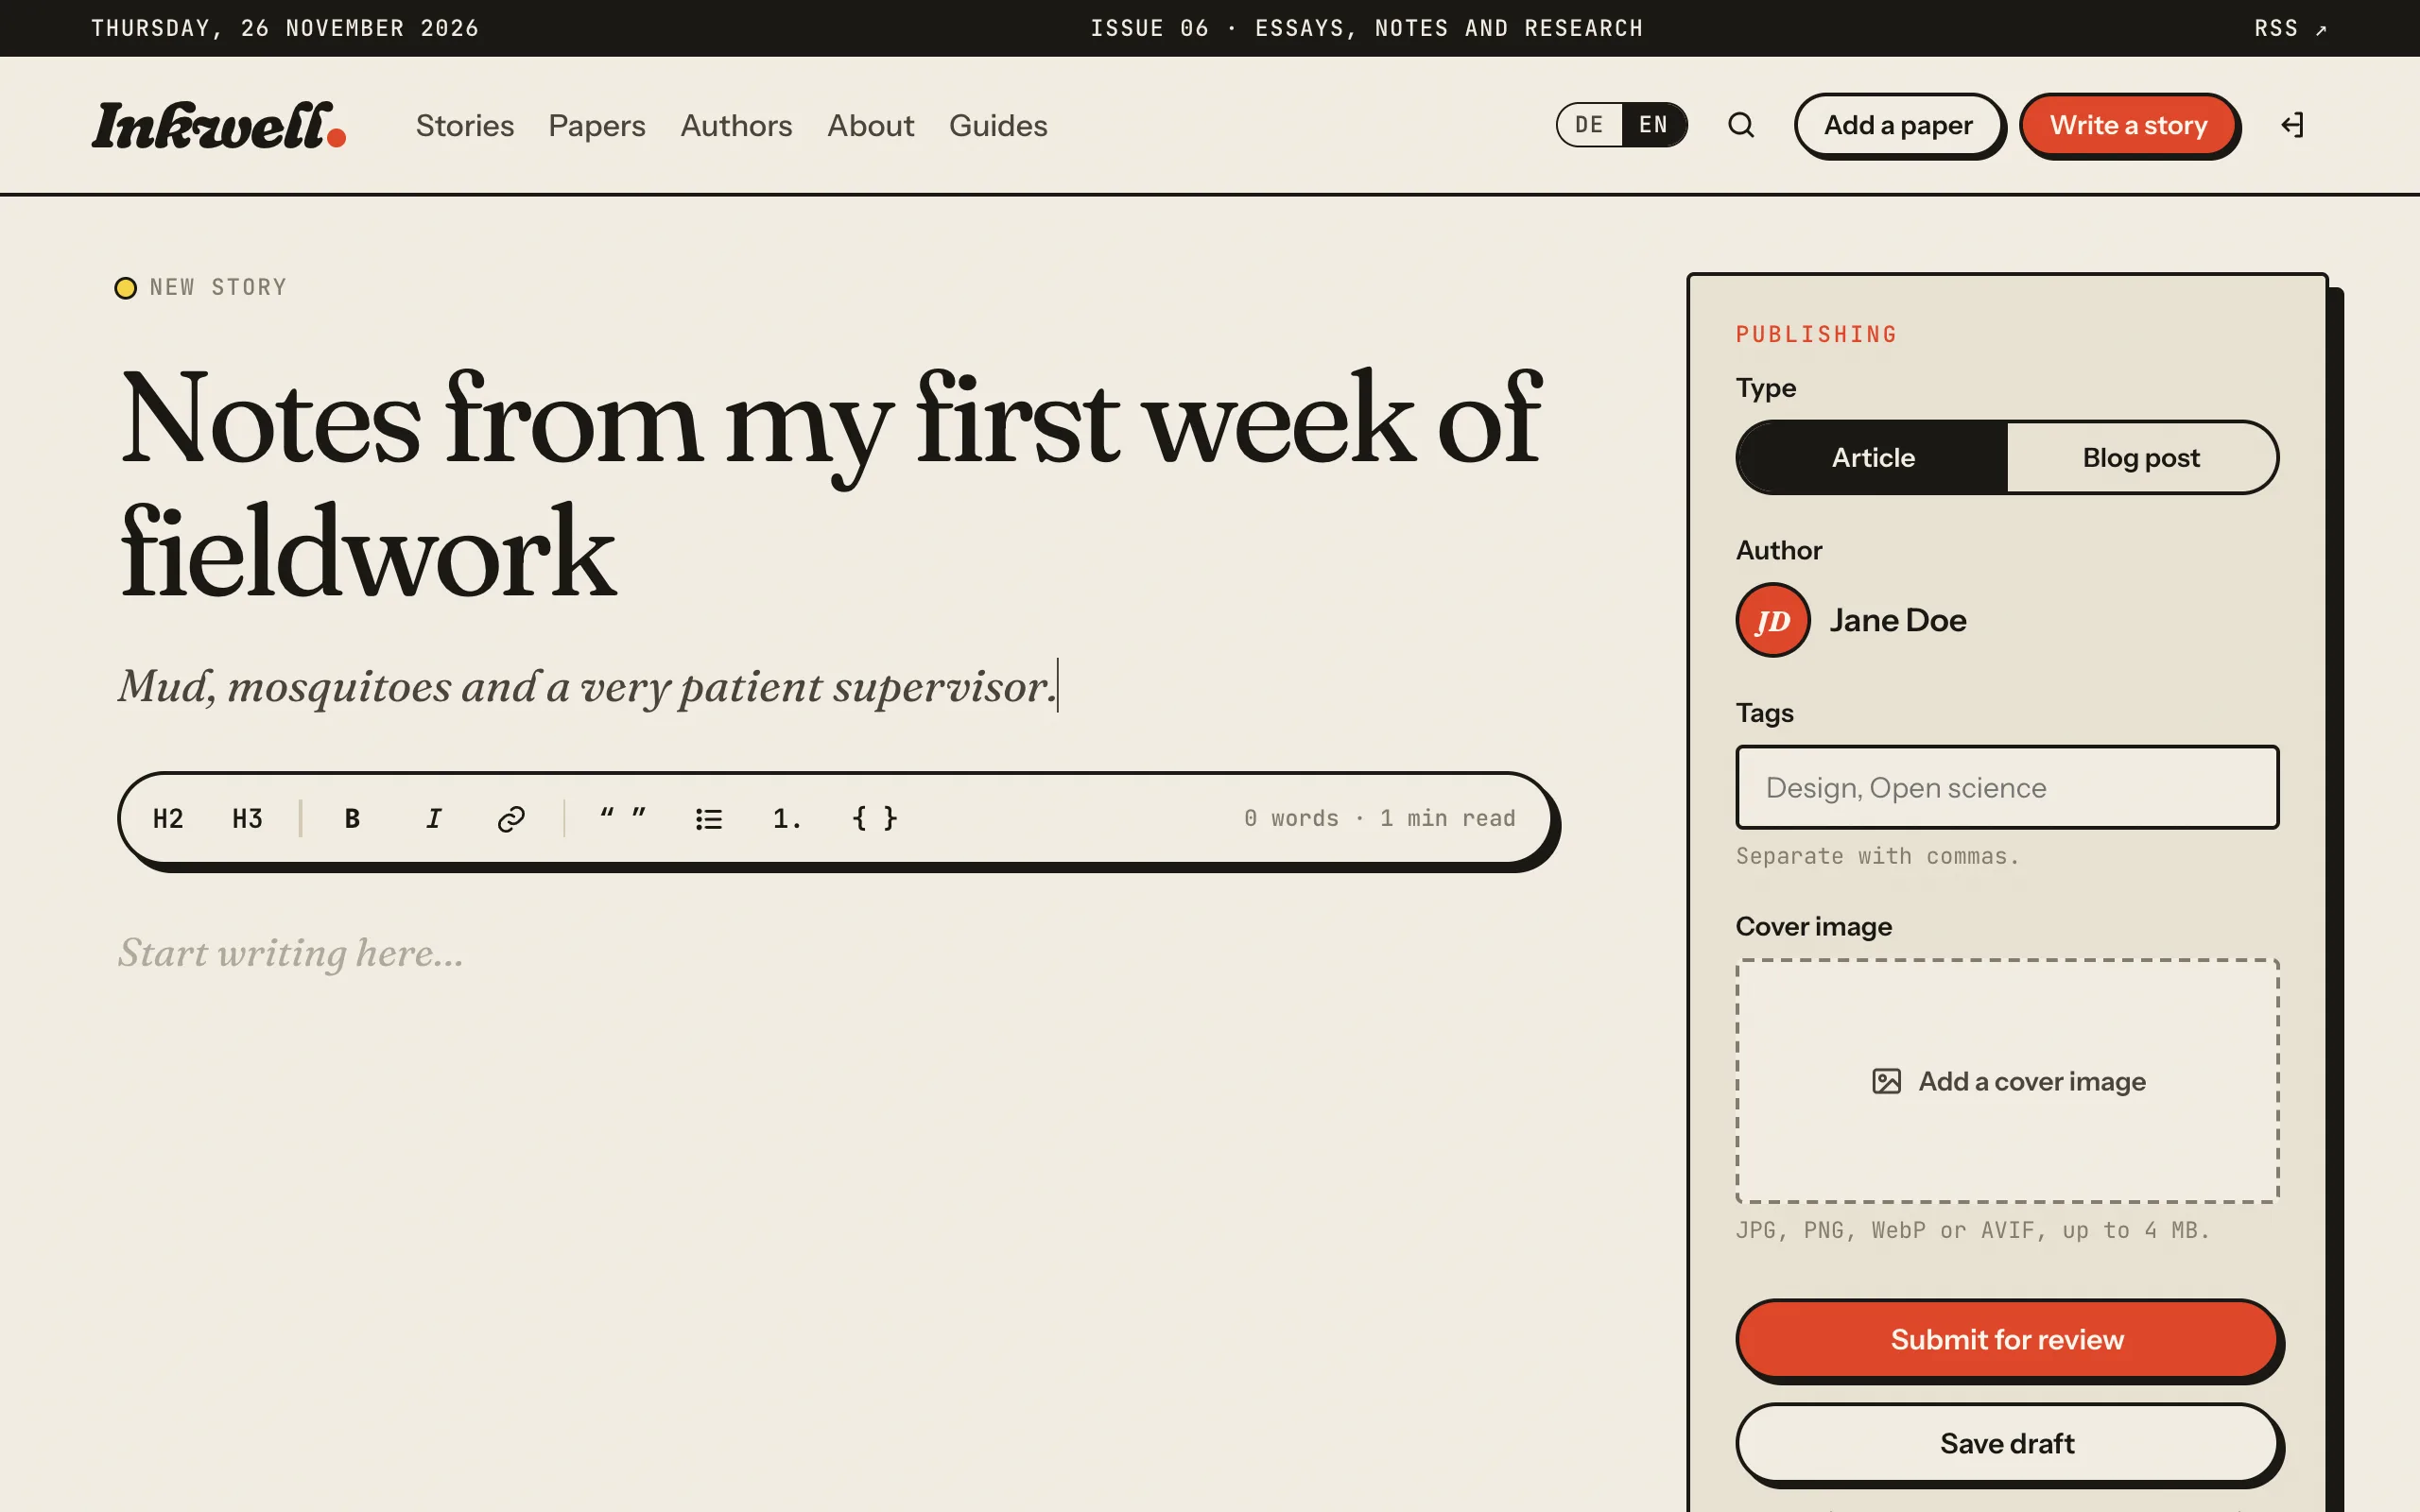 THURSDAY, 26 NOVEMBER 2026
ISSUE 06 · ESSAYS, NOTES AND RESEARCH
RSS ↗
Inkwell.
Stories
Papers
Authors
About
Guides
DE
EN
Add a paper
Write a story
NEW STORY
Notes from my first week of
fieldwork
Mud, mosquitoes and a very patient supervisor.
H2
H3
B
I
“ ”
1.
{ }
0 words · 1 min read
Start writing here...
PUBLISHING
Type
Article
Blog post
Author
JD
Jane Doe
Tags
Design, Open science
Separate with commas.
Cover image
Add a cover image
JPG, PNG, WebP or AVIF, up to 4 MB.
Submit for review
Save draft